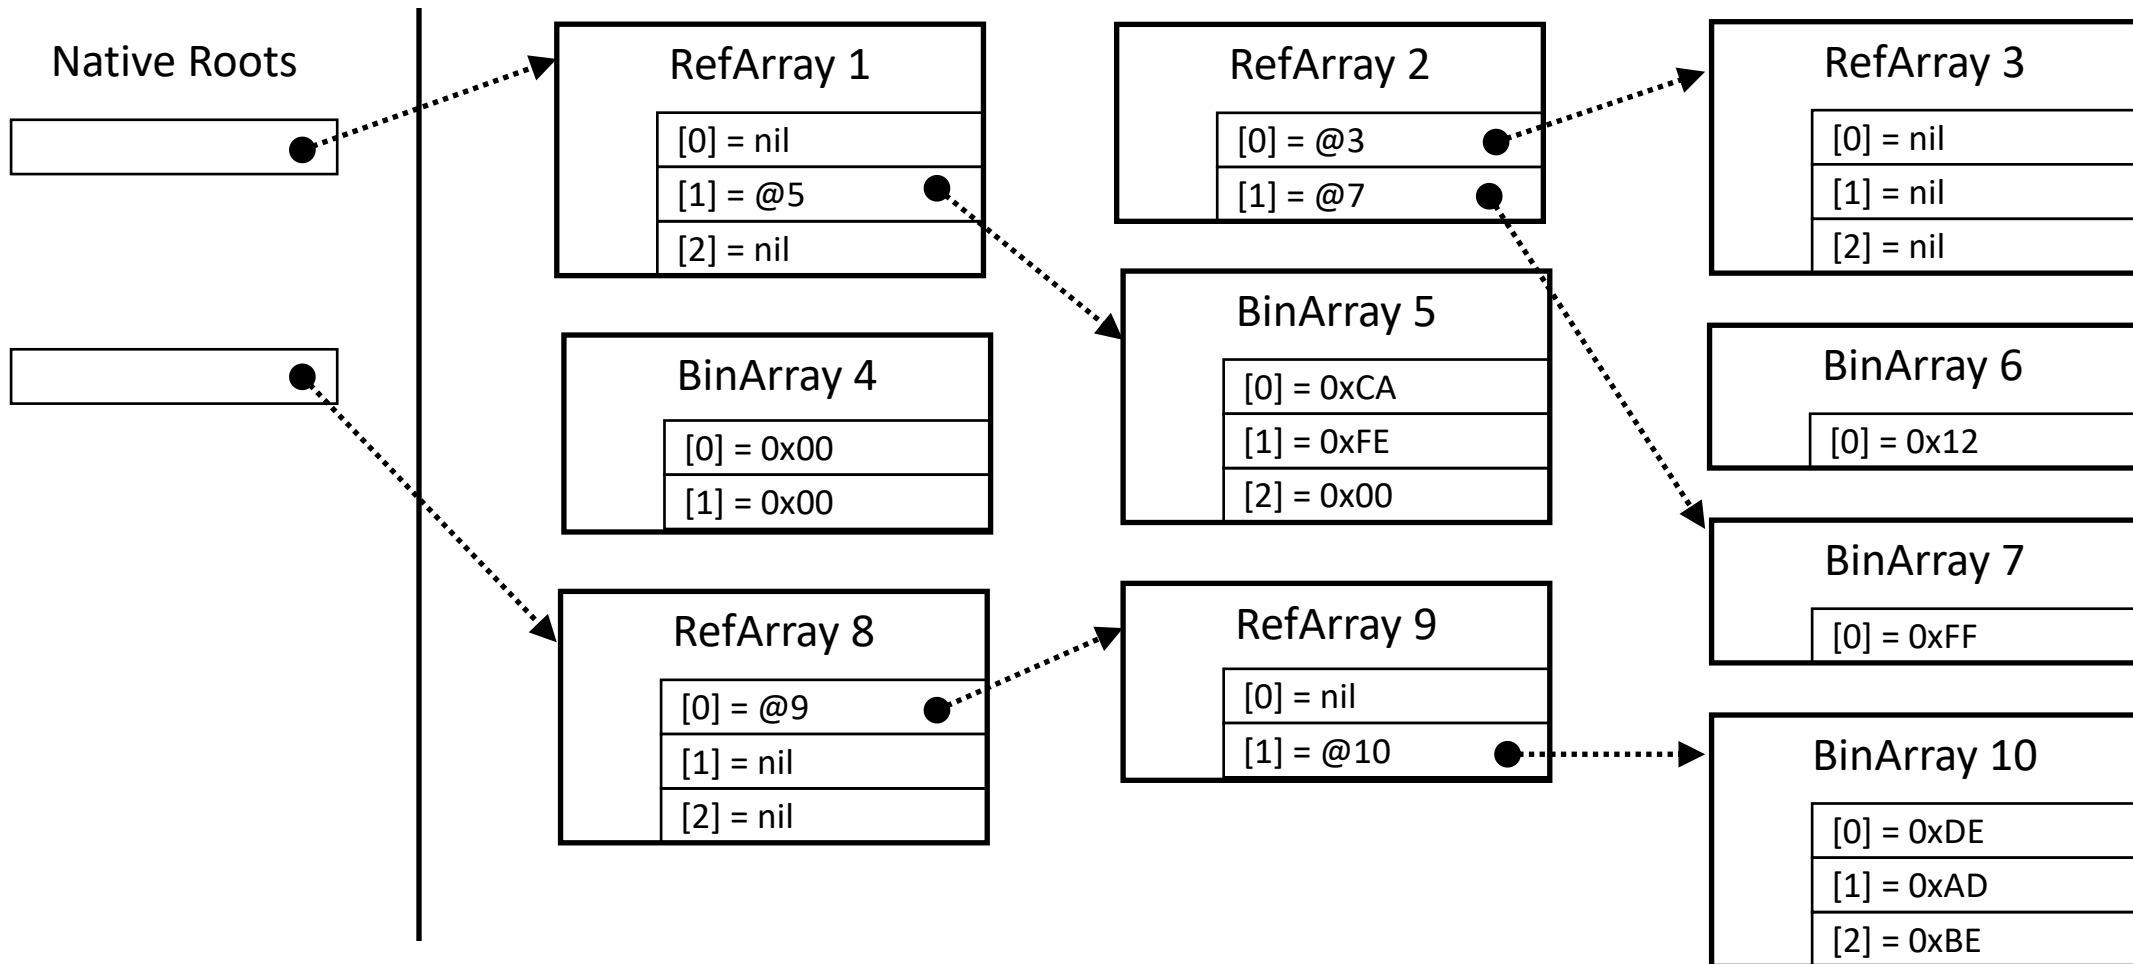 Native Roots
RefArray 1
[0] = nil
[1] = @5
[2] = nil
RefArray 2
[0] = @3
[1] = @7
RefArray 3
[0] = nil
[1] = nil
[2] = nil
BinArray 4
[0] = 0x00
[1] = 0x00
BinArray 5
[0] = 0xCA
[1] = 0xFE
[2] = 0x00
BinArray 6
[0] = 0x12
BinArray 7
[0] = 0xFF
RefArray 8
[0] = @9
[1] = nil
[2] = nil
RefArray 9
[0] = nil
[1] = @10
BinArray 10
[0] = 0xDE
[1] = 0xAD
[2] = 0xBE